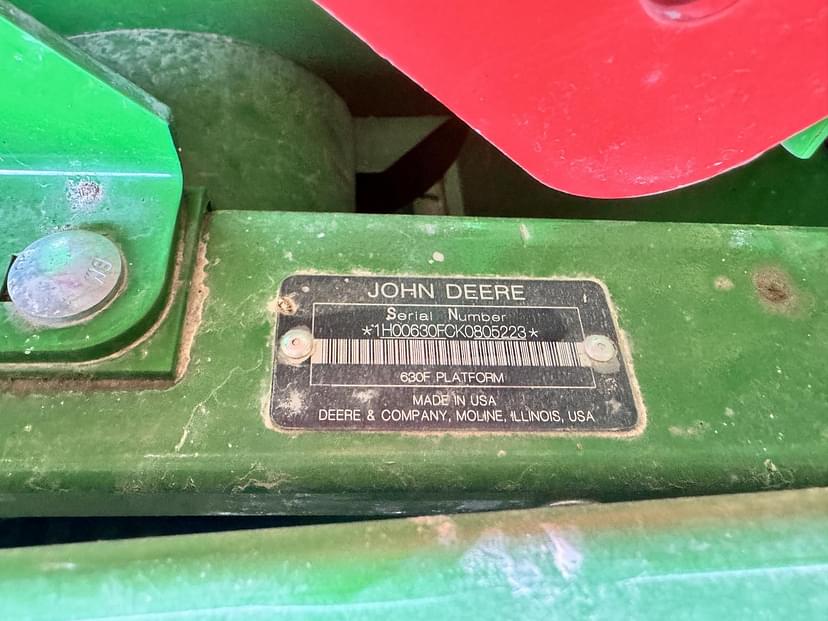 JOHN DEERE
Serial Number
*1H00630FCK0805223*
630F PLATFORM
MADE IN USA
DEERE & COMPANY, MOLINE, ILLINOIS, USA